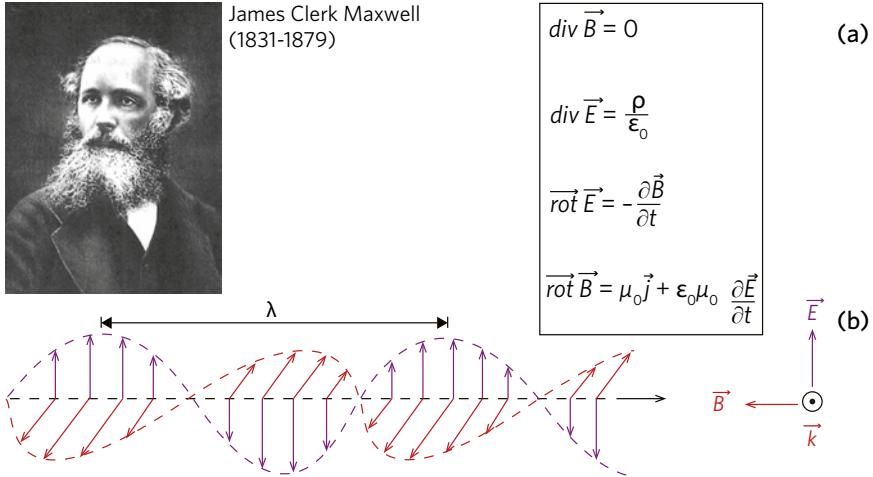 James Clerk Maxwell
(1831-1879)
div B⃗ = 0
(a)
div E⃗ = ρ/ε₀
rot⃗ E⃗ = - ∂B⃗/∂t
rot⃗ B⃗ = μ₀j⃗ + ε₀μ₀ ∂E⃗/∂t
(b)
λ
E⃗
B⃗
k⃗